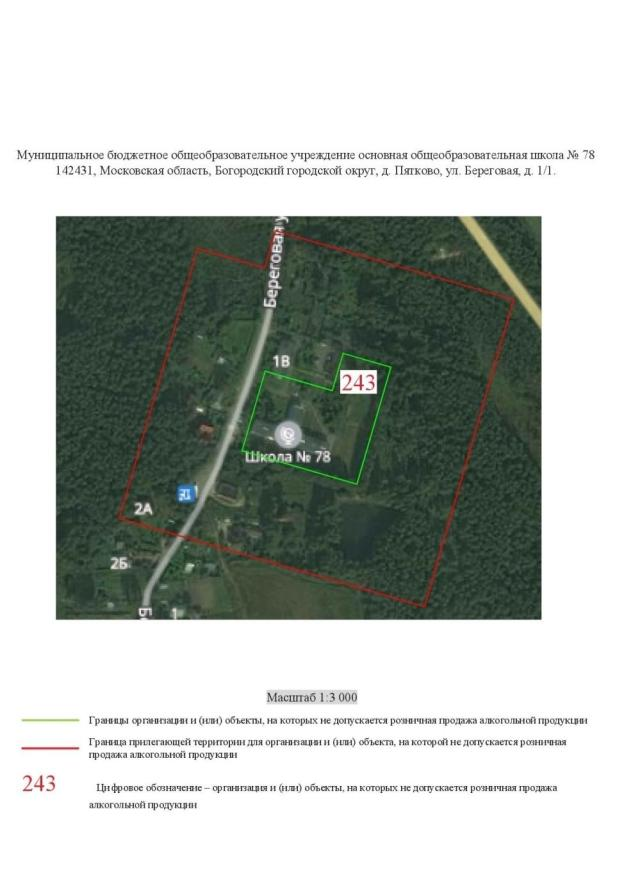 Муниципальное бюджетное общеобразовательное учреждение основная общеобразовательная школа № 78
142431, Московская область, Богородский городской округ, д. Пятково, ул. Береговая, д. 1/1.
Береговая у
1В
243
Школа № 78
1
2А
2Б
Бе
1
Масштаб 1:3 000
Границы организации и (или) объекты, на которых не допускается розничная продажа алкогольной продукции
Граница прилегающей территории для организации и (или) объекта, на которой не допускается розничная
продажа алкогольной продукции
243
Цифровое обозначение – организация и (или) объекты, на которых не допускается розничная продажа
алкогольной продукции